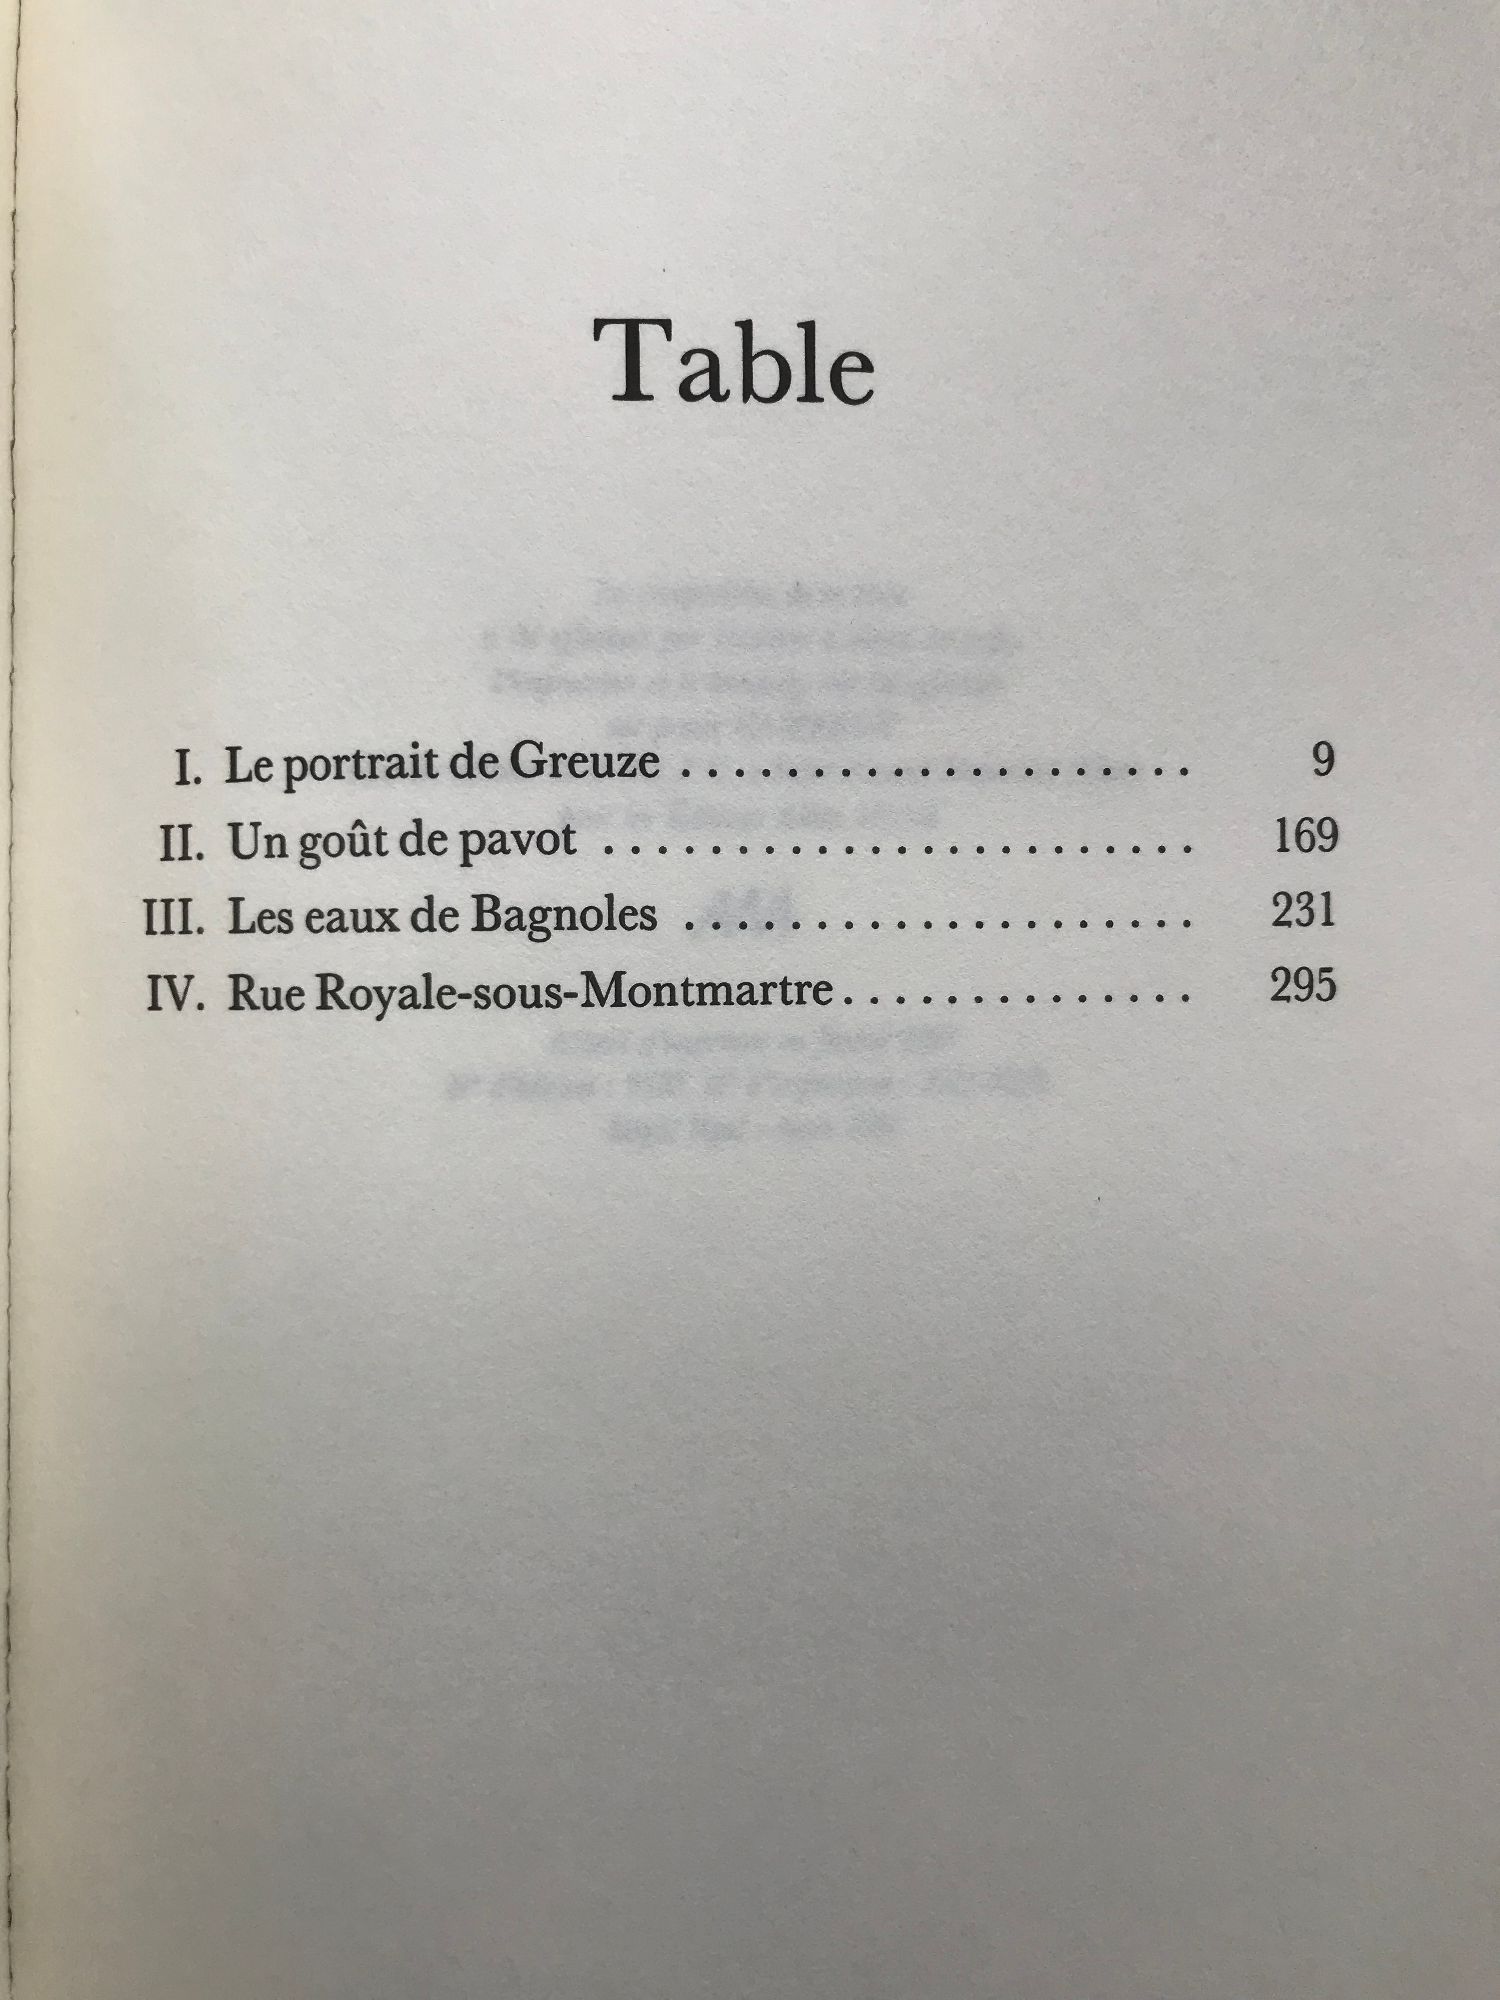 Table
I. Le portrait de Greuze . . . . . . . . . . . . . . . . . . . . 9
II. Un goût de pavot . . . . . . . . . . . . . . . . . . . . . . . 169
III. Les eaux de Bagnoles . . . . . . . . . . . . . . . . . . . . 231
IV. Rue Royale-sous-Montmartre . . . . . . . . . . . . . . 295